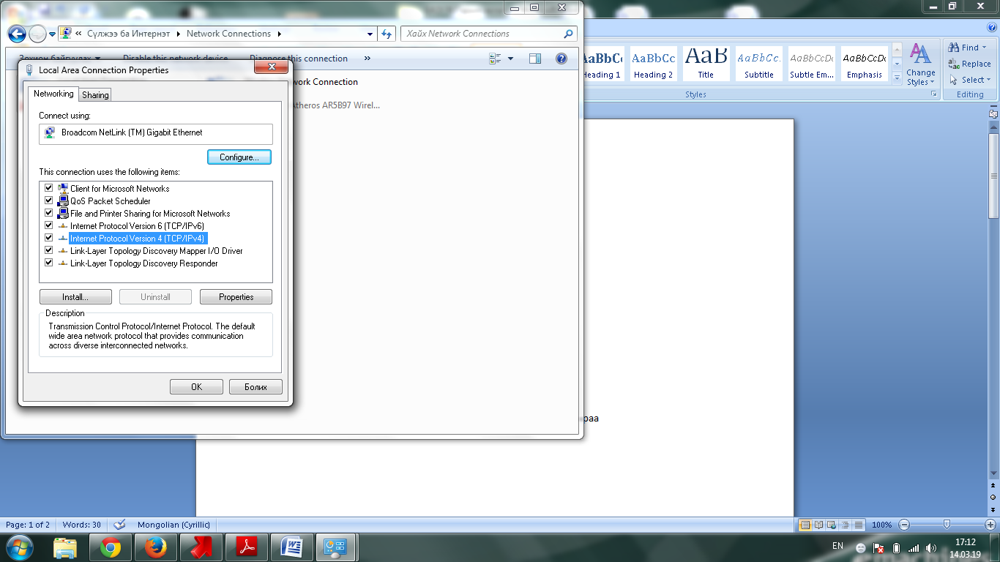 « Сүлжээ ба Интернэт
Network Connections
Хайх Network Connections
Зохион байгуулах
Disable this network device
Diagnose this connection
»
Local Area Connection Properties
Networking
Sharing
Connect using:
Broadcom NetLink (TM) Gigabit Ethernet
Configure...
This connection uses the following items:
Client for Microsoft Networks
QoS Packet Scheduler
File and Printer Sharing for Microsoft Networks
Internet Protocol Version 6 (TCP/IPv6)
Internet Protocol Version 4 (TCP/IPv4)
Link-Layer Topology Discovery Mapper I/O Driver
Link-Layer Topology Discovery Responder
Install...
Uninstall
Properties
Description
Transmission Control Protocol/Internet Protocol. The default
wide area network protocol that provides communication
across diverse interconnected networks.
OK
Болих
Connection
Atheros AR5B97 Wirel...
AaBbCc
Heading 1
AaBbCc
Heading 2
AaB
Title
AaBbCc.
Subtitle
AaBbCcDı
Subtle Em...
AaBbCcDı
Emphasis
Change
Styles
Styles
Find
Replace
Select
Editing
раа
Page: 1 of 2
Words: 30
Mongolian (Cyrillic)
100%
EN
17:12
14.03.19